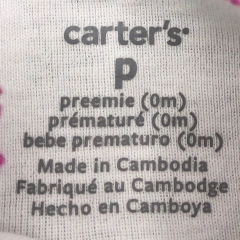 carter's®
p
preemie (0m)
prématuré (0m)
bebe prematuro (0m)
Made in Cambodia
Fabriqué au Cambodge
Hecho en Camboya